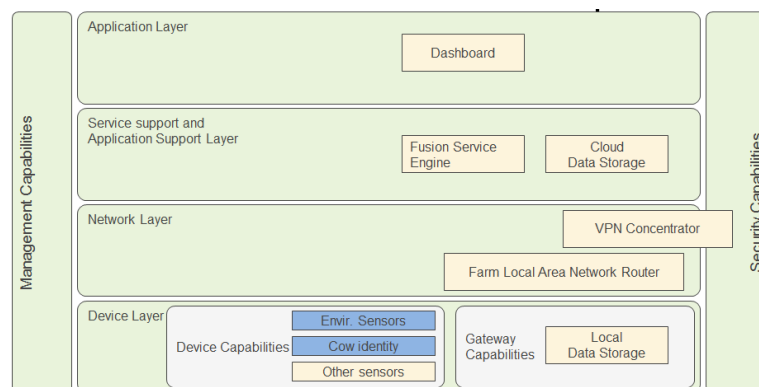 Management Capabilities
Application Layer
Dashboard
Service support and
Application Support Layer
Fusion Service
Engine
Cloud
Data Storage
Network Layer
VPN Concentrator
Farm Local Area Network Router
Device Layer
Device Capabilities
Envir. Sensors
Cow identity
Other sensors
Gateway
Capabilities
Local
Data Storage
Security Capabilities